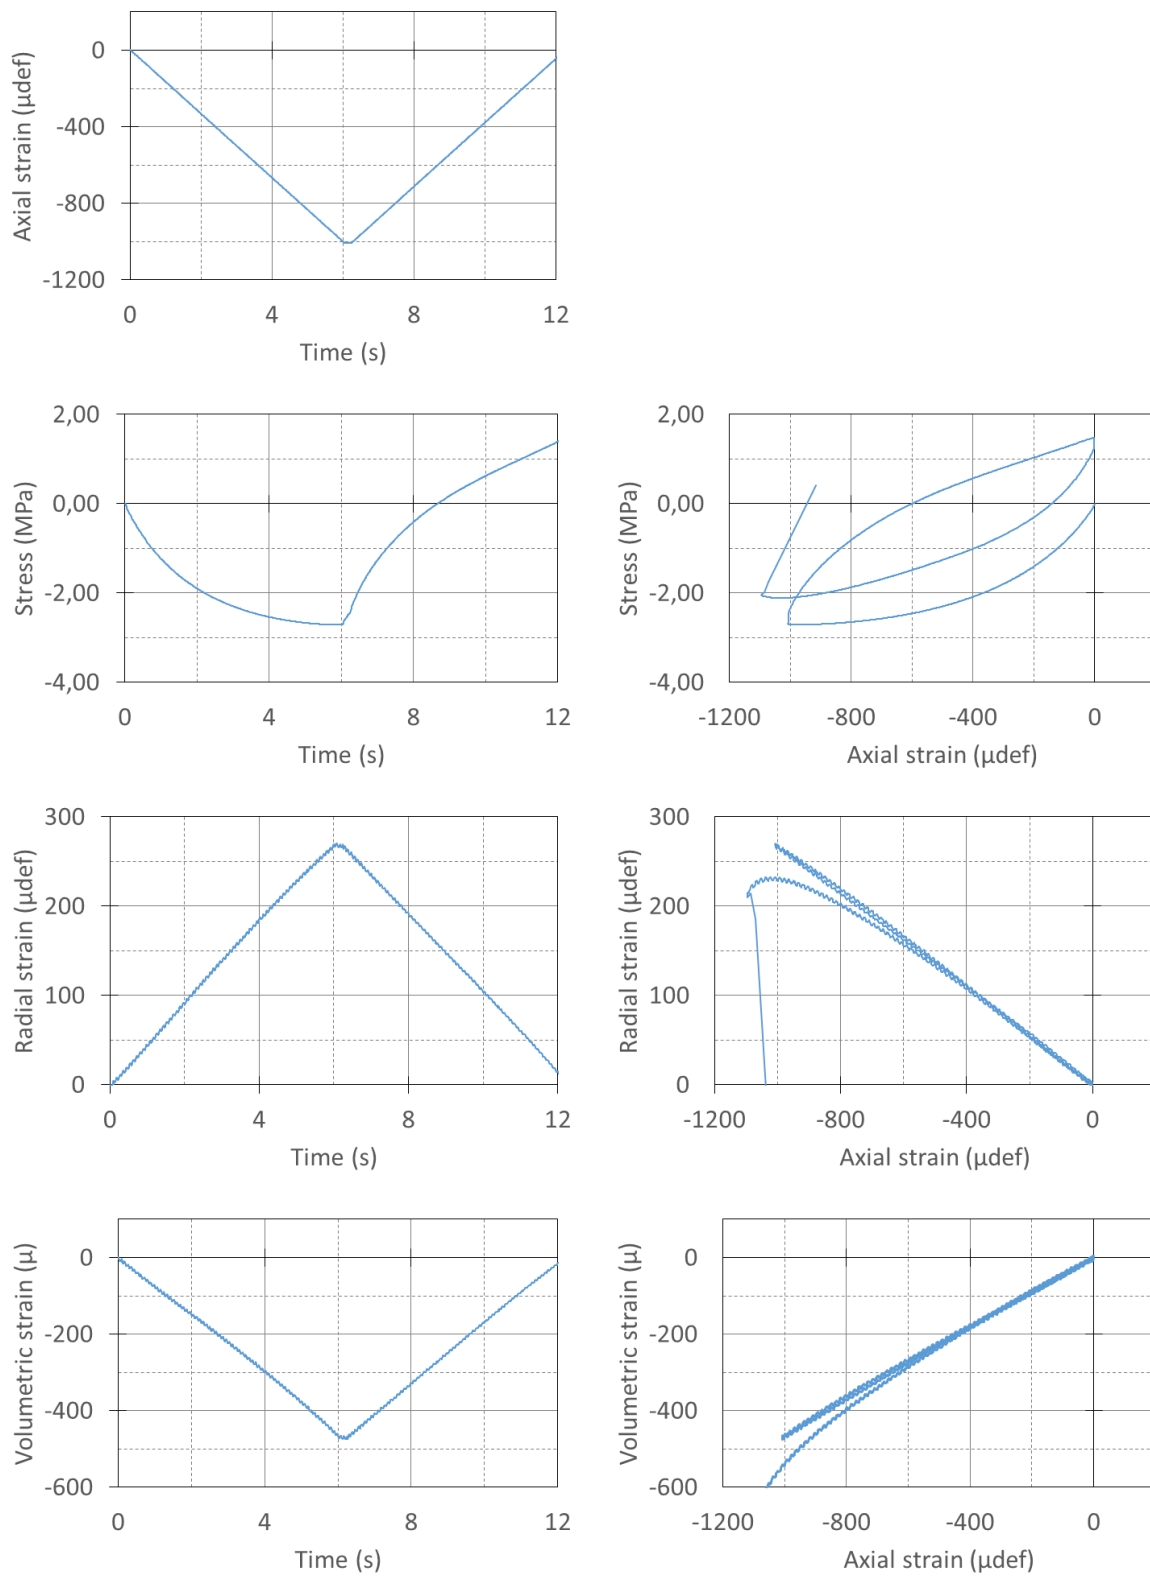 Axial strain (µdef)
0
-400
-800
-1200
0 4 8 12
Time (s)
Stress (MPa)
2,00
0,00
-2,00
-4,00
0 4 8 12
Time (s)
Stress (MPa)
2,00
0,00
-2,00
-4,00
-1200 -800 -400 0
Axial strain (µdef)
Radial strain (µdef)
300
200
100
0
0 4 8 12
Time (s)
Radial strain (µdef)
300
200
100
0
-1200 -800 -400 0
Axial strain (µdef)
Volumetric strain (µ)
0
-200
-400
-600
0 4 8 12
Time (s)
Volumetric strain (µ)
0
-200
-400
-600
-1200 -800 -400 0
Axial strain (µdef)